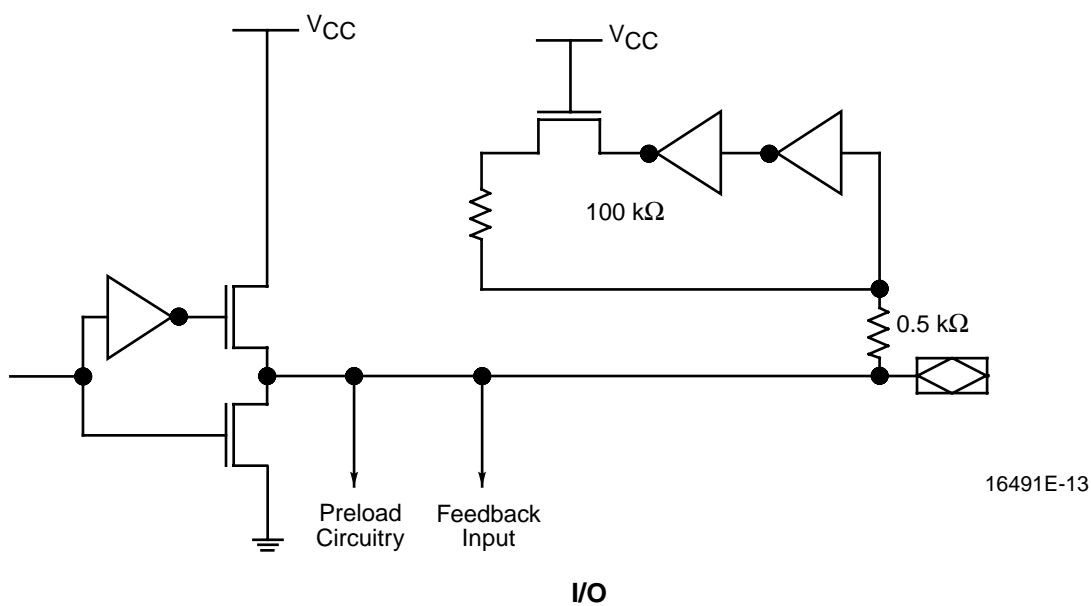 VCC
VCC
100 kΩ
0.5 kΩ
16491E-13
Preload
Circuitry
Feedback
Input
I/O